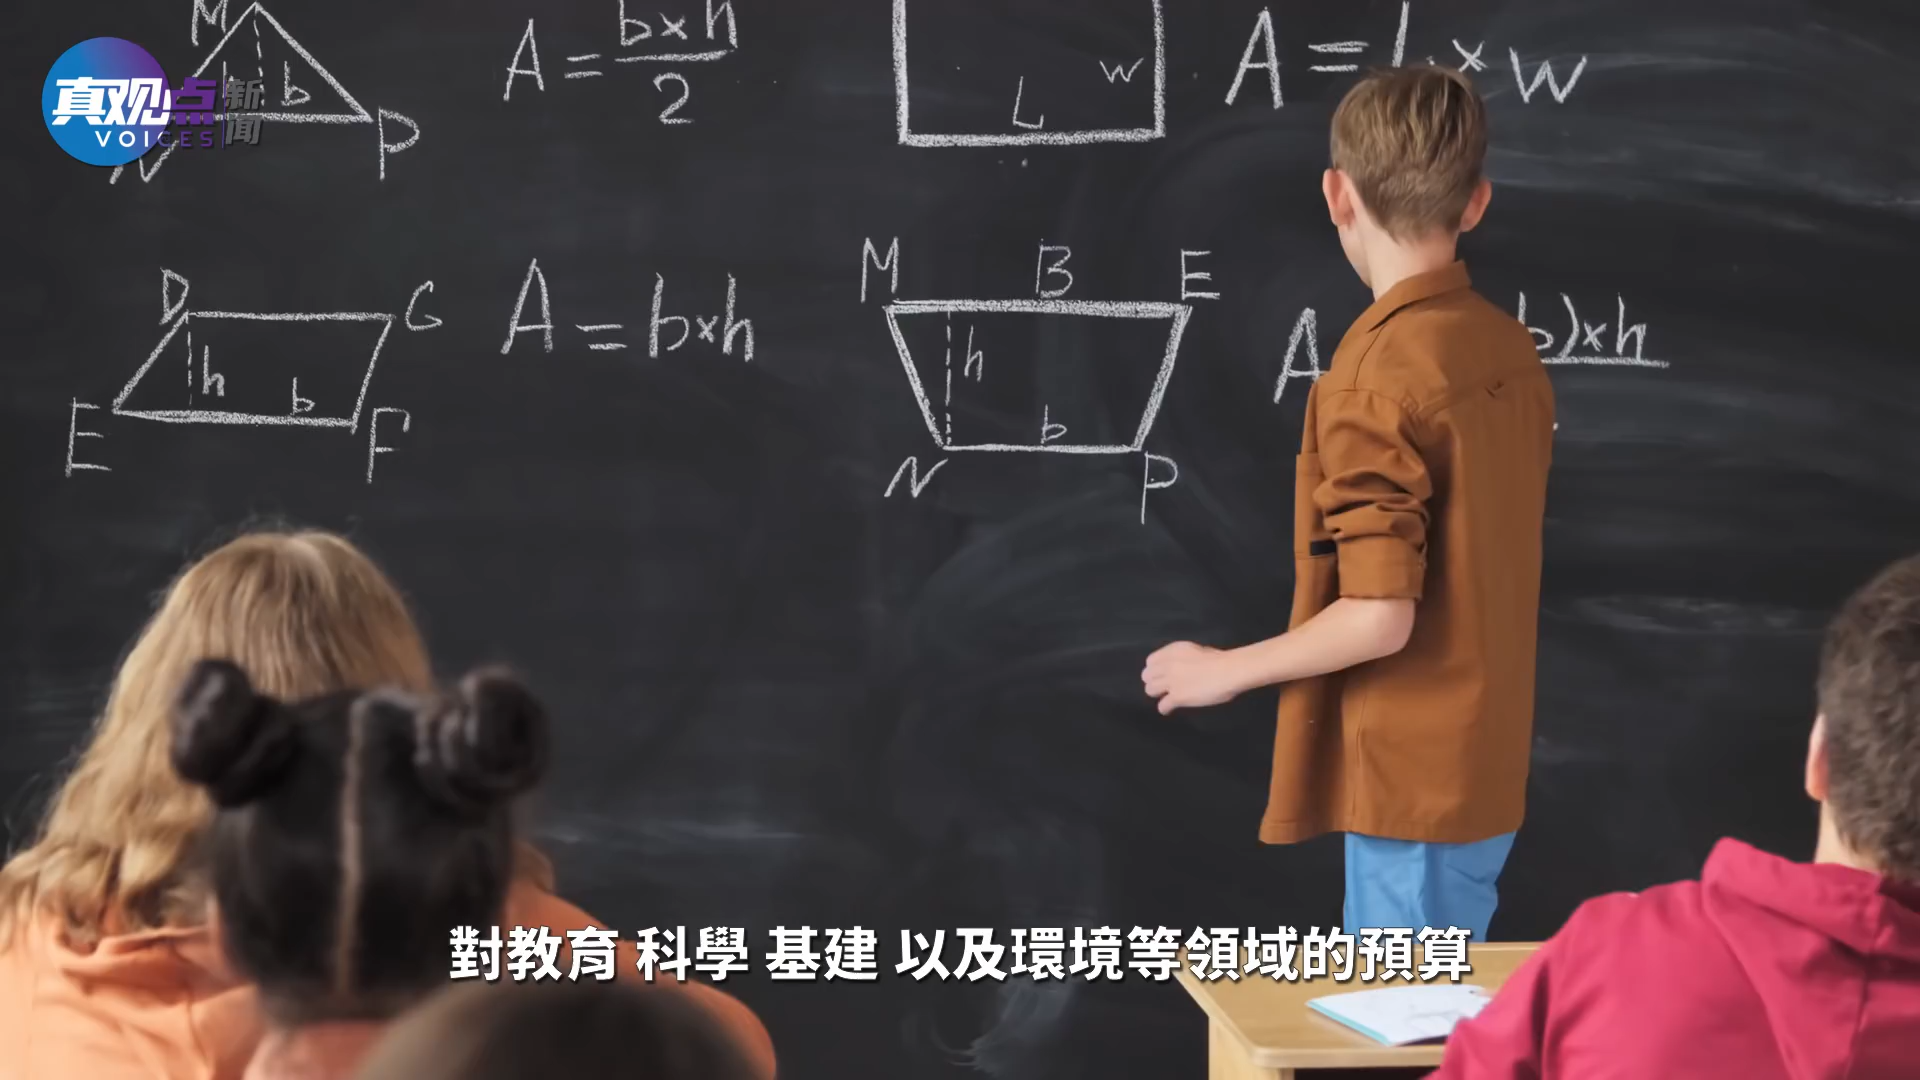 M
A = b×h
2
h b
N P
L w
A = L × w
真观点新聞
VOICES
D G
h b
E F
A = b×h
M B E
h
b
N P
A b)×h
對教育 科學 基建 以及環境等領域的預算